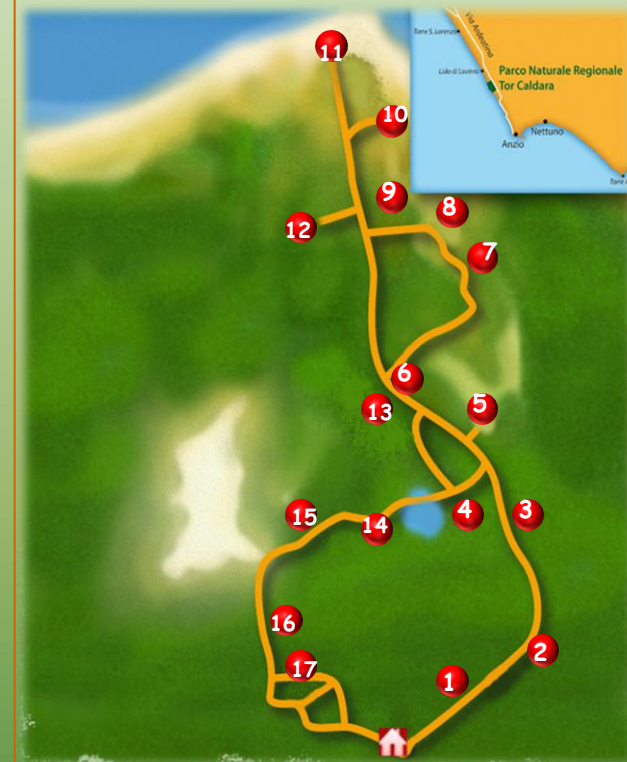 11
Via Ardeatina
Torre S. Lorenzo
Lido di Lavinio
Parco Naturale Regionale
Tor Caldara
Nettuno
Anzio
10
9
8
12
7
6
13
5
15
14
4
3
16
17
2
1